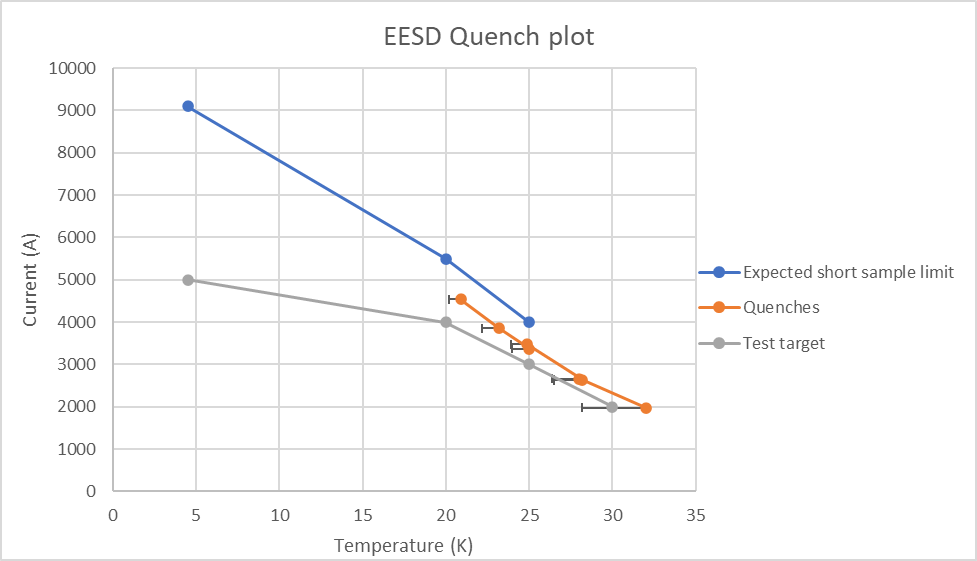 EESD Quench plot
10000
9000
8000
7000
6000
5000
4000
3000
2000
1000
0
Current (A)
0 5 10 15 20 25 30 35
Temperature (K)
Expected short sample limit
Quenches
Test target